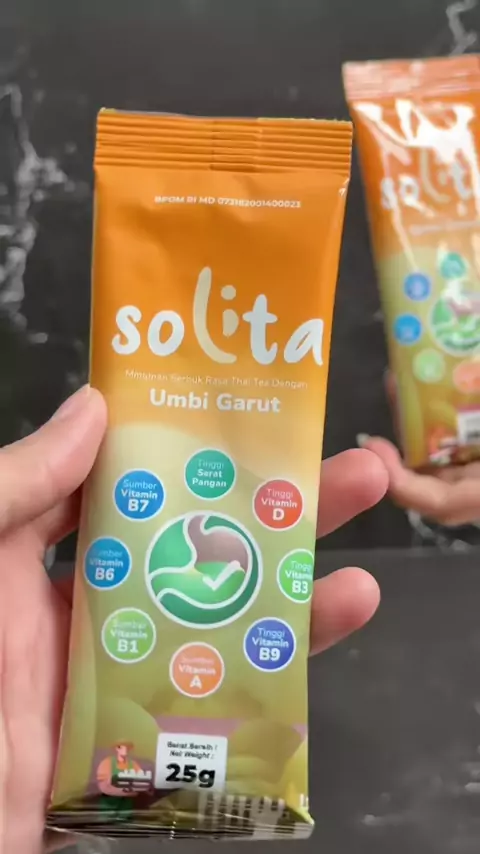 BPOM RI MD 073182001400023
solita
Minuman Serbuk Rasa Thai Tea Dengan
Umbi Garut
Tinggi
Serat
Pangan
Sumber
Vitamin
B7
Tinggi
Vitamin
D
Sumber
Vitamin
B6
Tinggi
Vitamin
B3
Sumber
Vitamin
B1
Tinggi
Vitamin
B9
Sumber
Vitamin
A
Berat Bersih /
Net Weight :
25g
solita